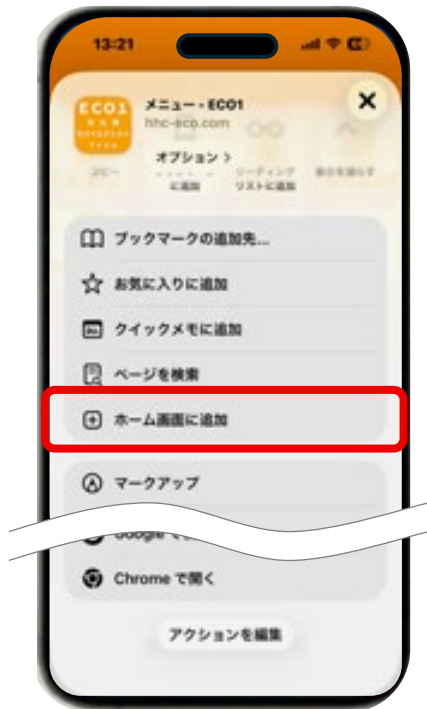 13:21
ECO1
メニュー - ECO1
hhc-eco.com
オプション
コピー
に追加
リーディング
リストに追加
ブックマークの追加先...
お気に入りに追加
クイックメモに追加
ページを検索
ホーム画面に追加
マークアップ
Google で
Chrome で開く
アクションを編集